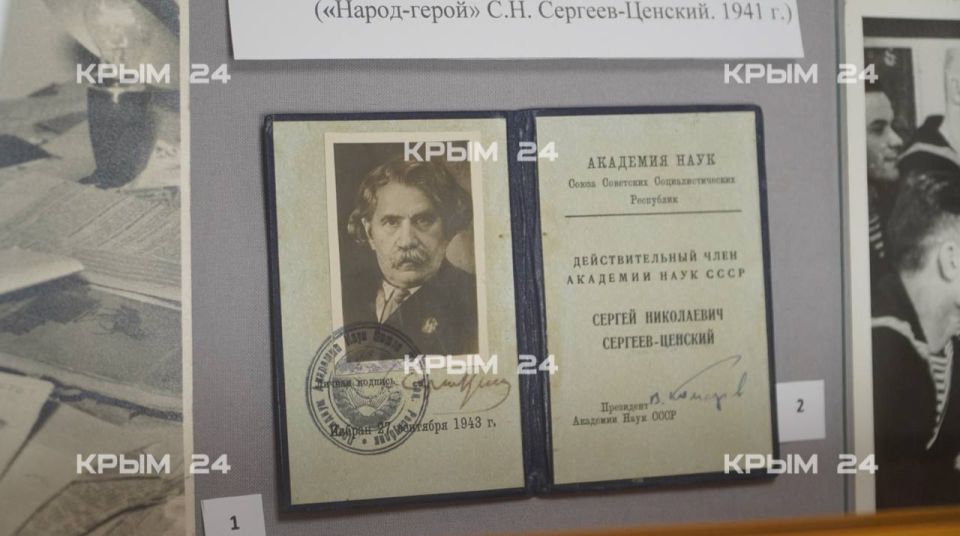 («Народ-герой» С.Н. Сергеев-Ценский. 1941 г.)
КРЫМ 24
КРЫМ 24
КРЫМ 24
АКАДЕМИЯ НАУК
Союза Советских Социалистических
Республик
ДЕЙСТВИТЕЛЬНЫЙ ЧЛЕН
АКАДЕМИИ НАУК СССР
СЕРГЕЙ НИКОЛАЕВИЧ
СЕРГЕЕВ-ЦЕНСКИЙ
Президент
Академии Наук СССР
КРЫМ 24
Личная подпись
Избран 27 сентября 1943 г.
КРЫМ 24
КРЫМ 24
1
2